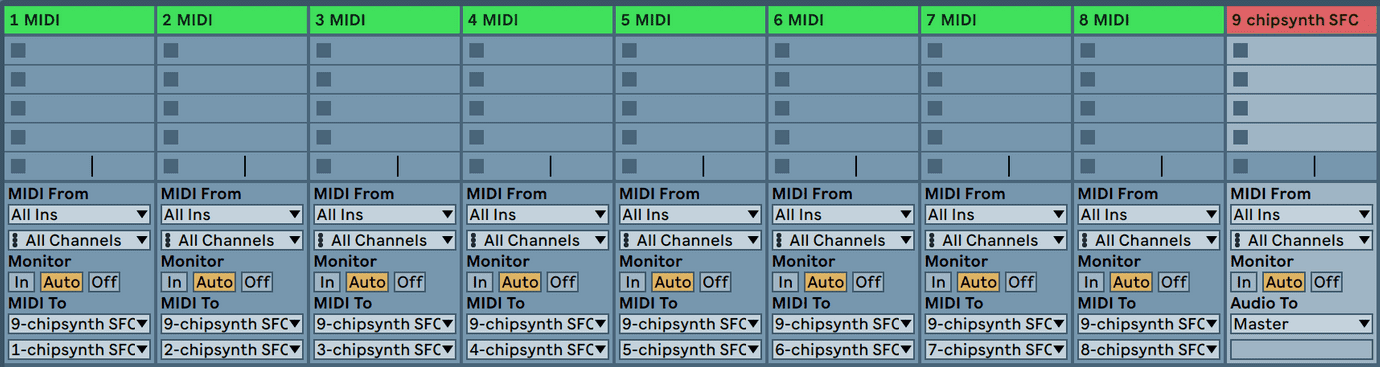 1 MIDI 2 MIDI 3 MIDI 4 MIDI 5 MIDI 6 MIDI 7 MIDI 8 MIDI 9 chipsynth SFC
MIDI From MIDI From MIDI From MIDI From MIDI From MIDI From MIDI From MIDI From MIDI From
All Ins All Ins All Ins All Ins All Ins All Ins All Ins All Ins All Ins
All Channels All Channels All Channels All Channels All Channels All Channels All Channels All Channels All Channels
Monitor Monitor Monitor Monitor Monitor Monitor Monitor Monitor Monitor
In Auto Off In Auto Off In Auto Off In Auto Off In Auto Off In Auto Off In Auto Off In Auto Off In Auto Off
MIDI To MIDI To MIDI To MIDI To MIDI To MIDI To MIDI To MIDI To Audio To
9-chipsynth SFC 9-chipsynth SFC 9-chipsynth SFC 9-chipsynth SFC 9-chipsynth SFC 9-chipsynth SFC 9-chipsynth SFC 9-chipsynth SFC Master
1-chipsynth SFC 2-chipsynth SFC 3-chipsynth SFC 4-chipsynth SFC 5-chipsynth SFC 6-chipsynth SFC 7-chipsynth SFC 8-chipsynth SFC